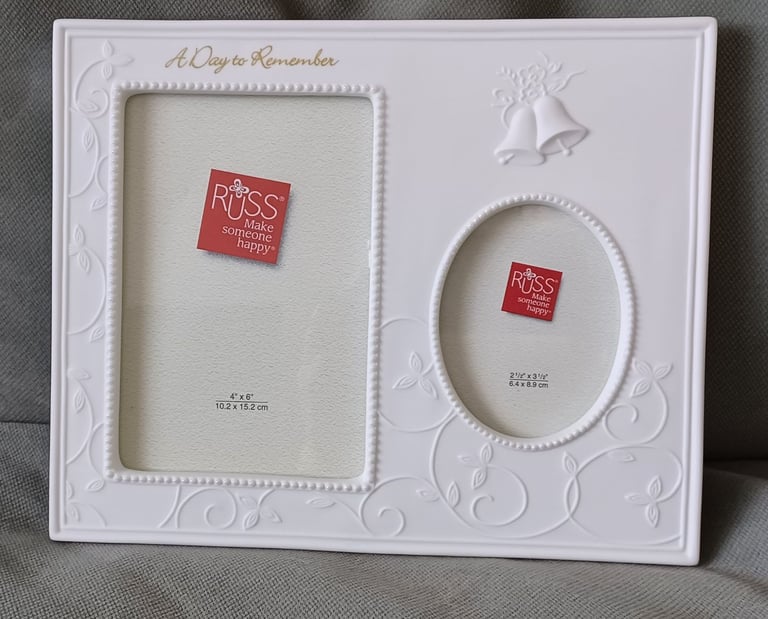 A Day to Remember
RUSS®
Make
someone
happy®
4" x 6"
10.2 x 15.2 cm
RUSS®
Make
someone
happy®
2 1/2" x 3 1/2"
6.4 x 8.9 cm